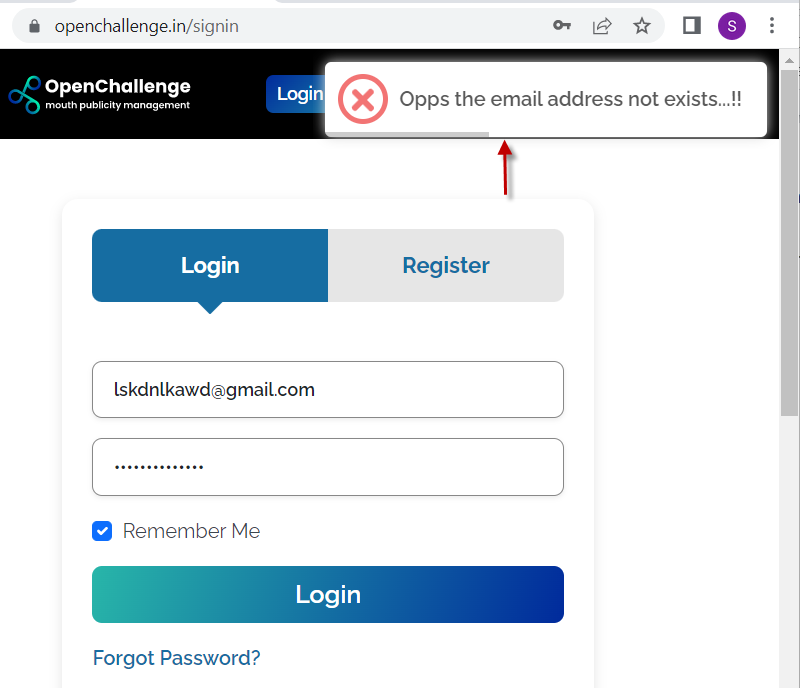 openchallenge.in/signin
S
OpenChallenge
mouth publicity management
Login
Opps the email address not exists...!!
Login
Register
lskdnlkawd@gmail.com
••••••••••••••
Remember Me
Login
Forgot Password?